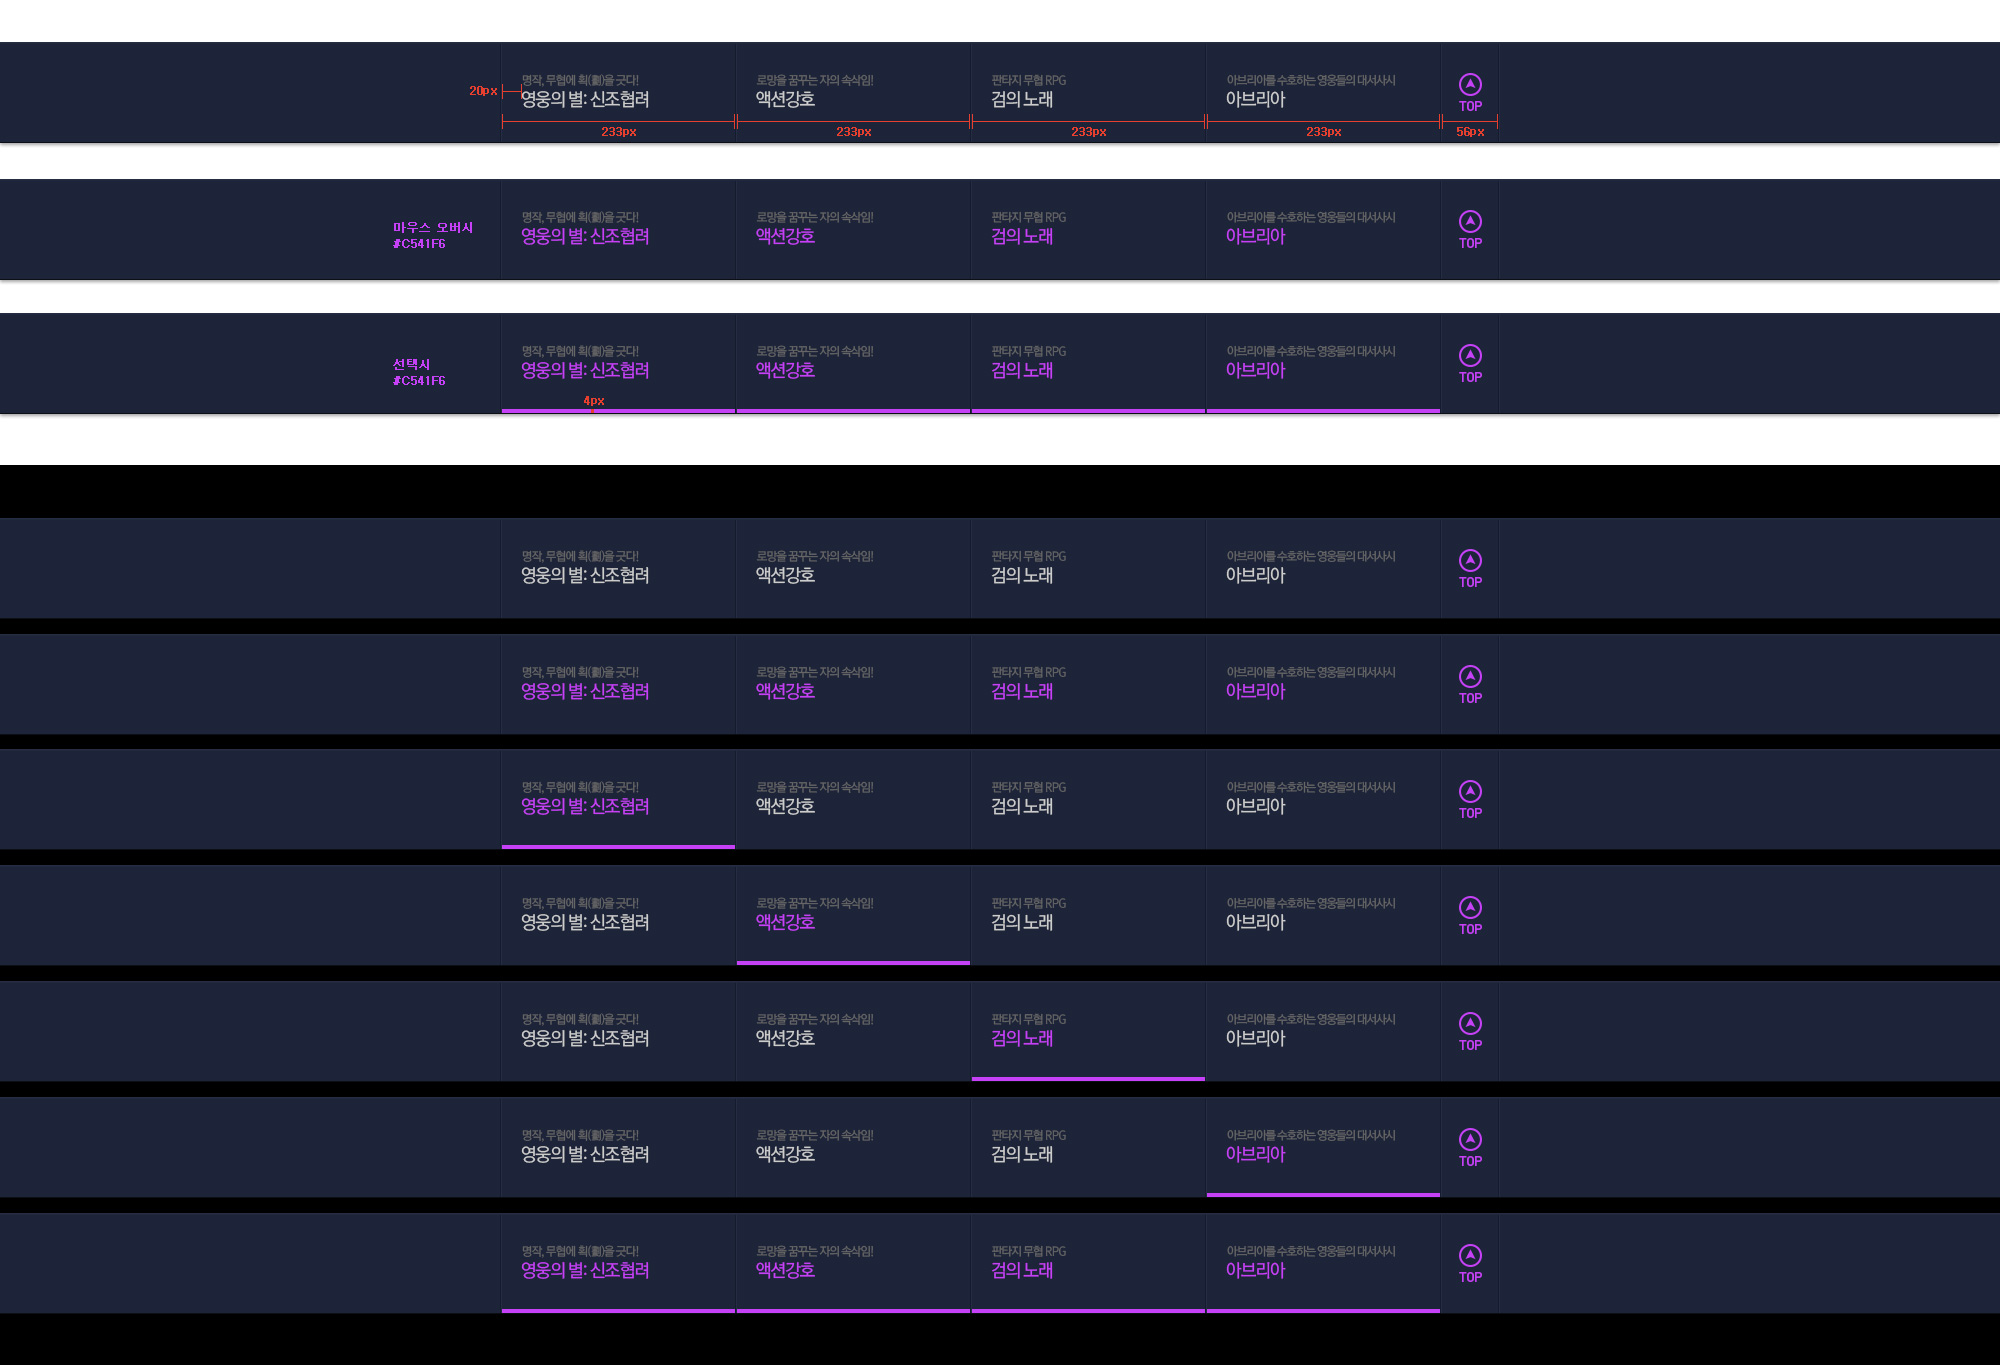 명작, 무협에 획(劃)을 긋다! 로망을 꿈꾸는 자의 속삭임! 판타지 무협 RPG 아브리아를 수호하는 영웅들의 대서사시
20px 영웅의 별: 신조협려 액션강호 검의 노래 아브리아 TOP
233px 233px 233px 233px 56px
명작, 무협에 획(劃)을 긋다! 로망을 꿈꾸는 자의 속삭임! 판타지 무협 RPG 아브리아를 수호하는 영웅들의 대서사시
마우스 오버시
영웅의 별: 신조협려 액션강호 검의 노래 아브리아 TOP
#C541F6
명작, 무협에 획(劃)을 긋다! 로망을 꿈꾸는 자의 속삭임! 판타지 무협 RPG 아브리아를 수호하는 영웅들의 대서사시
선택시
영웅의 별: 신조협려 액션강호 검의 노래 아브리아 TOP
#C541F6
4px
명작, 무협에 획(劃)을 긋다! 로망을 꿈꾸는 자의 속삭임! 판타지 무협 RPG 아브리아를 수호하는 영웅들의 대서사시
영웅의 별: 신조협려 액션강호 검의 노래 아브리아 TOP
명작, 무협에 획(劃)을 긋다! 로망을 꿈꾸는 자의 속삭임! 판타지 무협 RPG 아브리아를 수호하는 영웅들의 대서사시
영웅의 별: 신조협려 액션강호 검의 노래 아브리아 TOP
명작, 무협에 획(劃)을 긋다! 로망을 꿈꾸는 자의 속삭임! 판타지 무협 RPG 아브리아를 수호하는 영웅들의 대서사시
영웅의 별: 신조협려 액션강호 검의 노래 아브리아 TOP
명작, 무협에 획(劃)을 긋다! 로망을 꿈꾸는 자의 속삭임! 판타지 무협 RPG 아브리아를 수호하는 영웅들의 대서사시
영웅의 별: 신조협려 액션강호 검의 노래 아브리아 TOP
명작, 무협에 획(劃)을 긋다! 로망을 꿈꾸는 자의 속삭임! 판타지 무협 RPG 아브리아를 수호하는 영웅들의 대서사시
영웅의 별: 신조협려 액션강호 검의 노래 아브리아 TOP
명작, 무협에 획(劃)을 긋다! 로망을 꿈꾸는 자의 속삭임! 판타지 무협 RPG 아브리아를 수호하는 영웅들의 대서사시
영웅의 별: 신조협려 액션강호 검의 노래 아브리아 TOP
명작, 무협에 획(劃)을 긋다! 로망을 꿈꾸는 자의 속삭임! 판타지 무협 RPG 아브리아를 수호하는 영웅들의 대서사시
영웅의 별: 신조협려 액션강호 검의 노래 아브리아 TOP